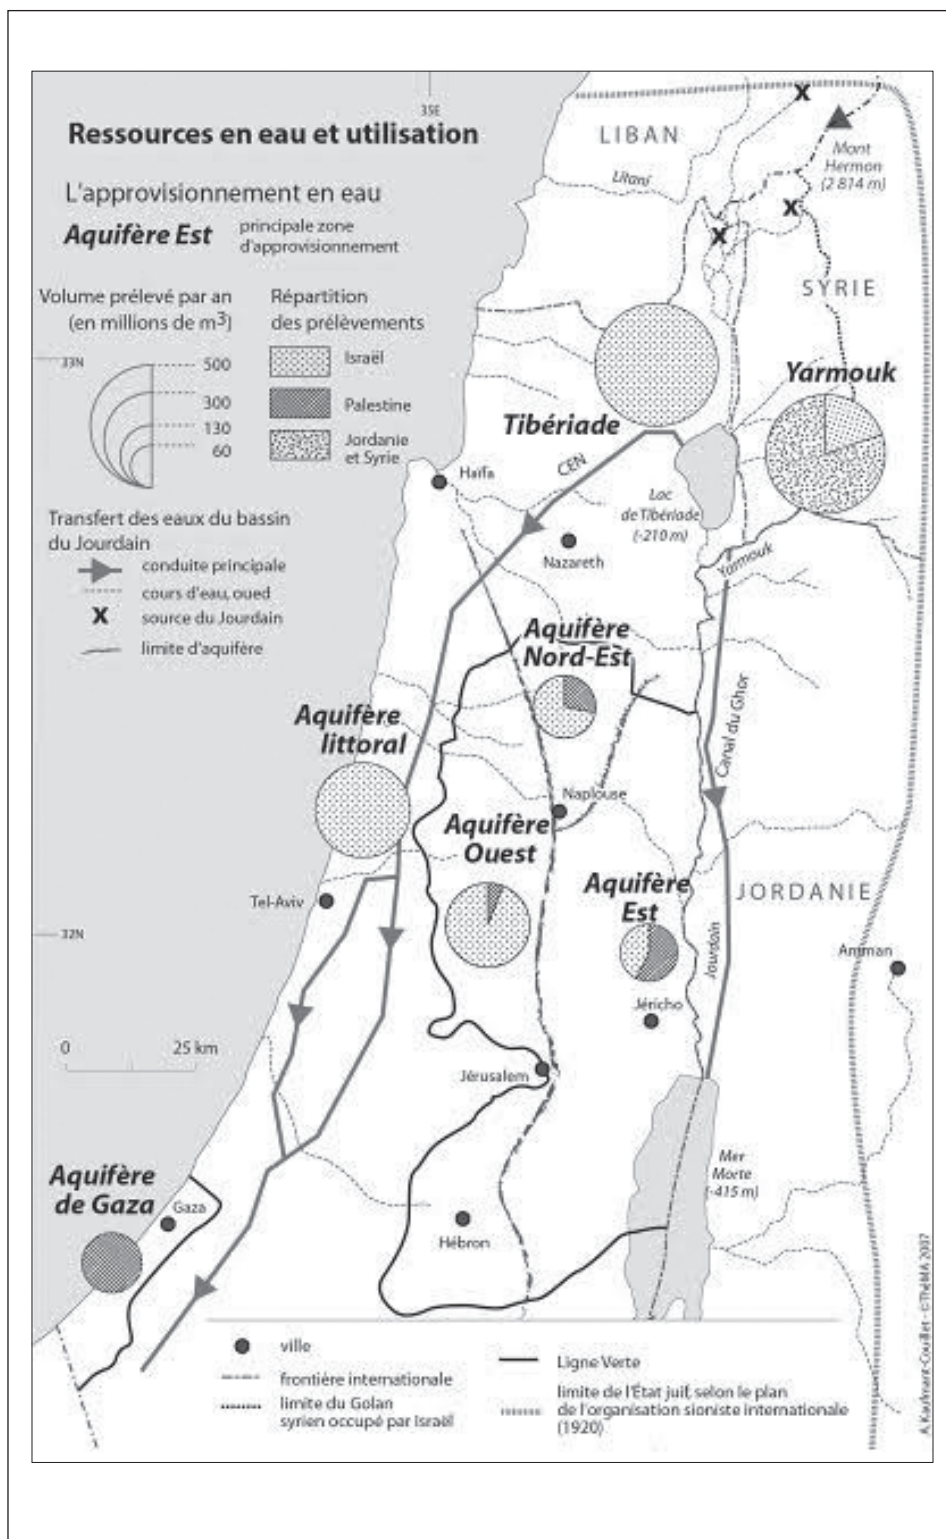 35E
Ressources en eau et utilisation
L'approvisionnement en eau
Aquifère Est
principale zone
d'approvisionnement
Volume prélevé par an
(en millions de m³)
500
300
130
60
Répartition
des prélèvements
Israël
Palestine
Jordanie
et Syrie
Transfert des eaux du bassin
du Jourdain
conduite principale
cours d'eau, oued
X
source du Jourdain
limite d'aquifère
33N
32N
0
25 km
LIBAN
Litani
X
Mont
Hermon
(2 814 m)
X
X
SYRIE
Yarmouk
Tibériade
CEN
Haïfa
Lac
de Tibériade
(-210 m)
Nazareth
Yarmouk
Aquifère
Nord-Est
Canal du Ghor
Aquifère
littoral
Naplouse
Aquifère
Ouest
Aquifère
Est
JORDANIE
Tel-Aviv
Jourdain
Amman
Jéricho
Jérusalem
Mer
Morte
(-415 m)
Aquifère
de Gaza
Gaza
Hébron
ville
frontière internationale
limite du Golan
syrien occupé par Israël
Ligne Verte
limite de l'État juif, selon le plan
de l'organisation sioniste internationale
(1920)
A. Kaufmant-Couillet - © ThéMA 2007